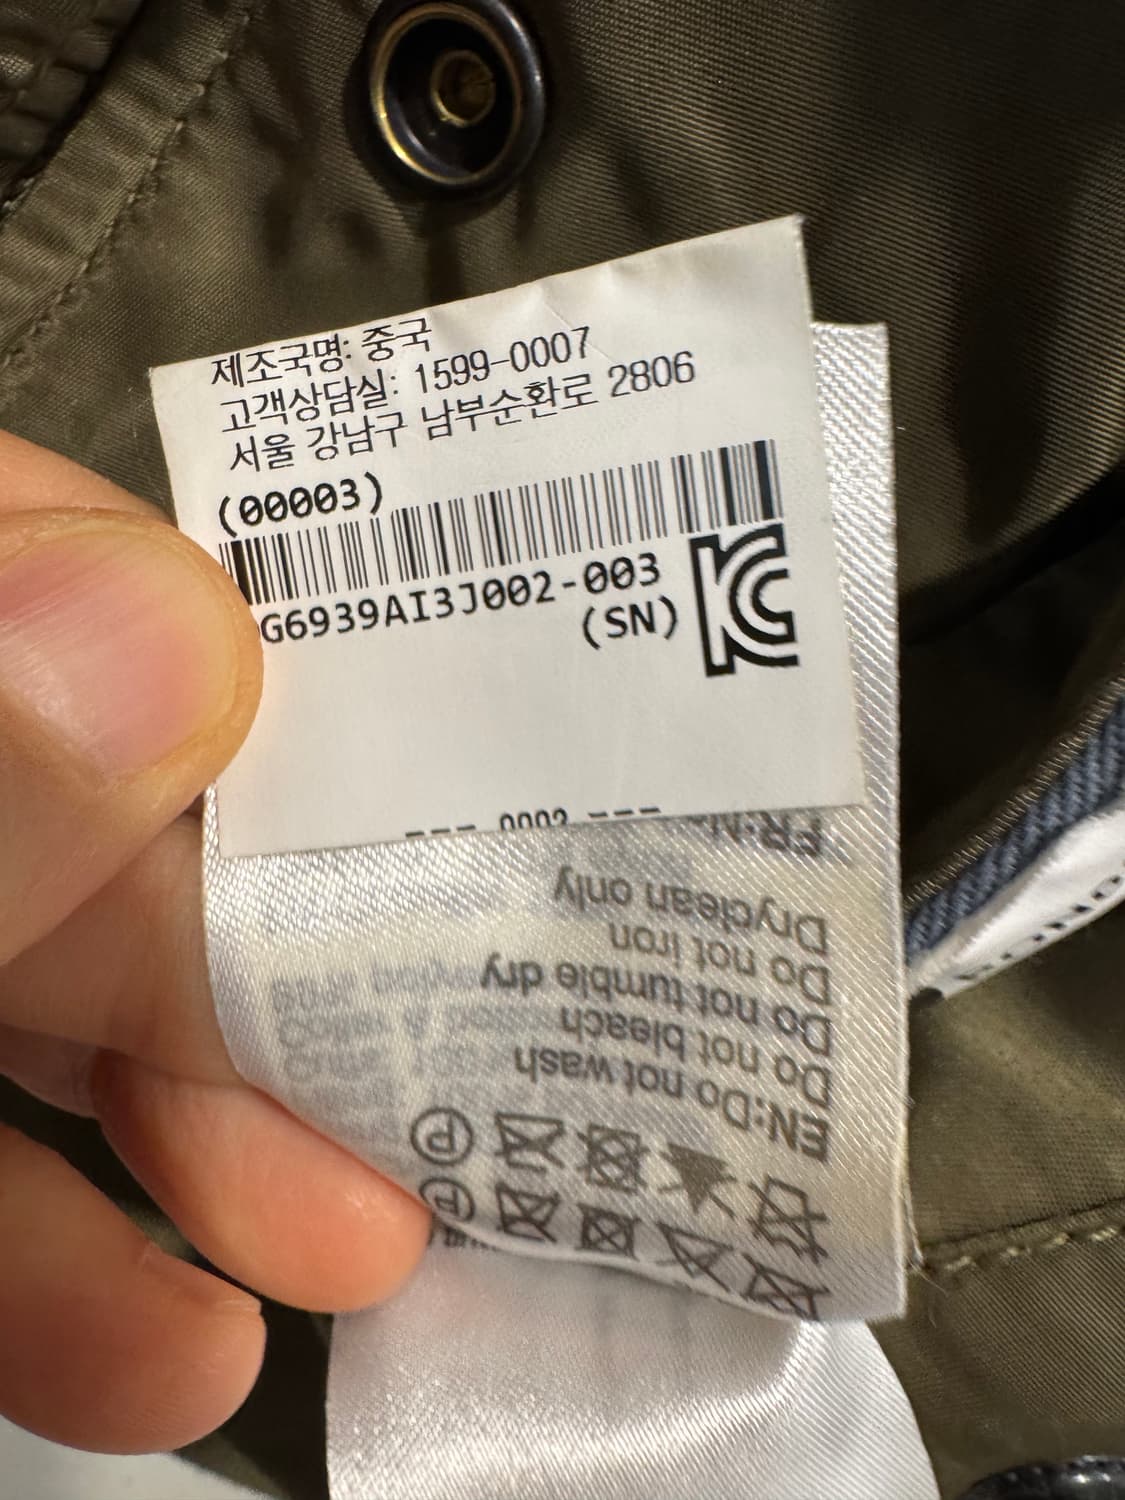 제조국명: 중국
고객상담실: 1599-0007
서울 강남구 남부순환로 2806
(00003)
G6939AI3J002-003
(SN)
KC
FR:N
Dryclean only
Do not iron
Do not tumble dry
Do not bleach
EN:Do not wash
P